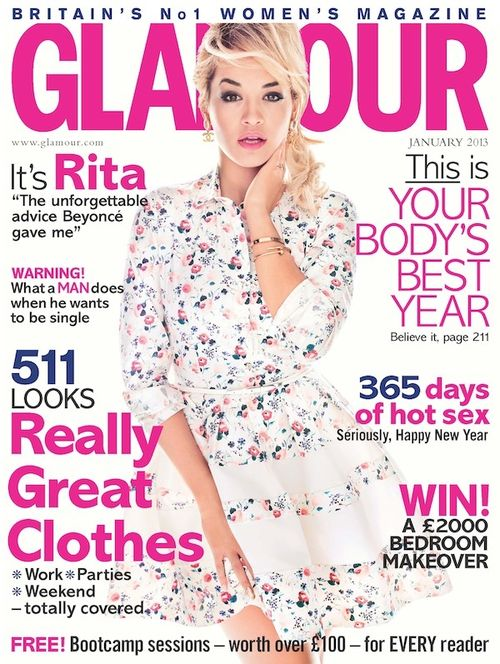 BRITAIN'S No1 WOMEN'S MAGAZINE
GLAMOUR
www.glamour.com
JANUARY 2013
It's Rita
"The unforgettable
advice Beyoncé
gave me"
WARNING!
What a MAN does
when he wants
to be single
511
LOOKS
Really
Great
Clothes
*Work*Parties
*Weekend
– totally covered
This is
YOUR
BODY'S
BEST
YEAR
Believe it, page 211
365 days
of hot sex
Seriously, Happy New Year
WIN!
A £2000
BEDROOM
MAKEOVER
FREE! Bootcamp sessions – worth over £100 – for EVERY reader